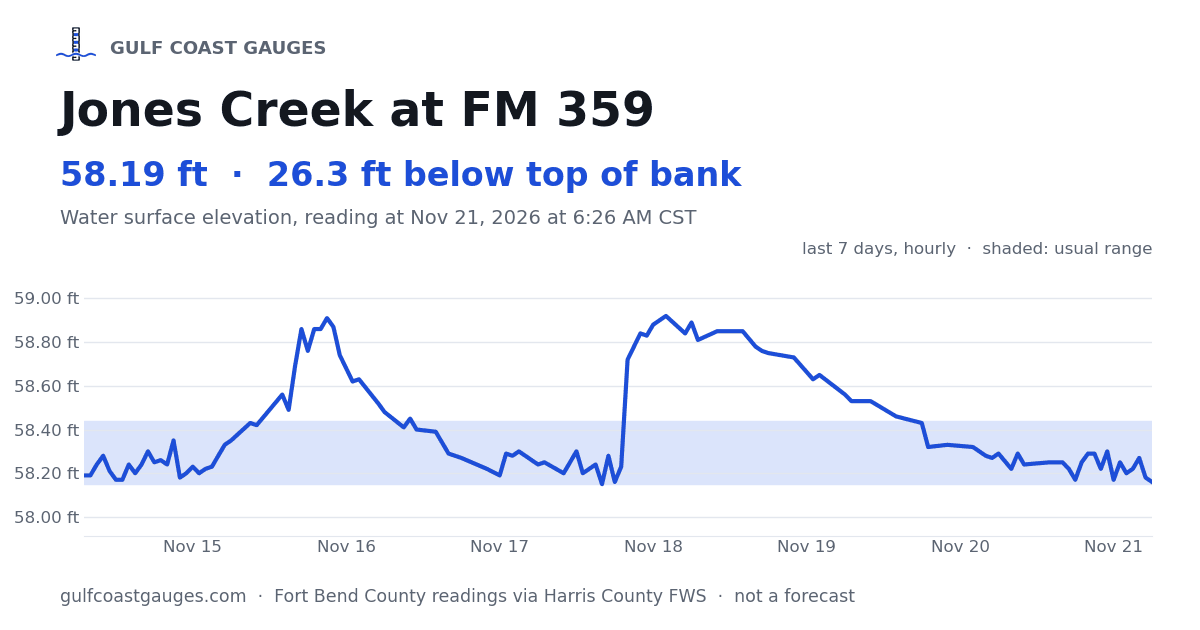 GULF COAST GAUGES
Jones Creek at FM 359
58.19 ft · 26.3 ft below top of bank
Water surface elevation, reading at Nov 21, 2026 at 6:26 AM CST
last 7 days, hourly · shaded: usual range
59.00 ft
58.80 ft
58.60 ft
58.40 ft
58.20 ft
58.00 ft
Nov 15 Nov 16 Nov 17 Nov 18 Nov 19 Nov 20 Nov 21
gulfcoastgauges.com · Fort Bend County readings via Harris County FWS · not a forecast